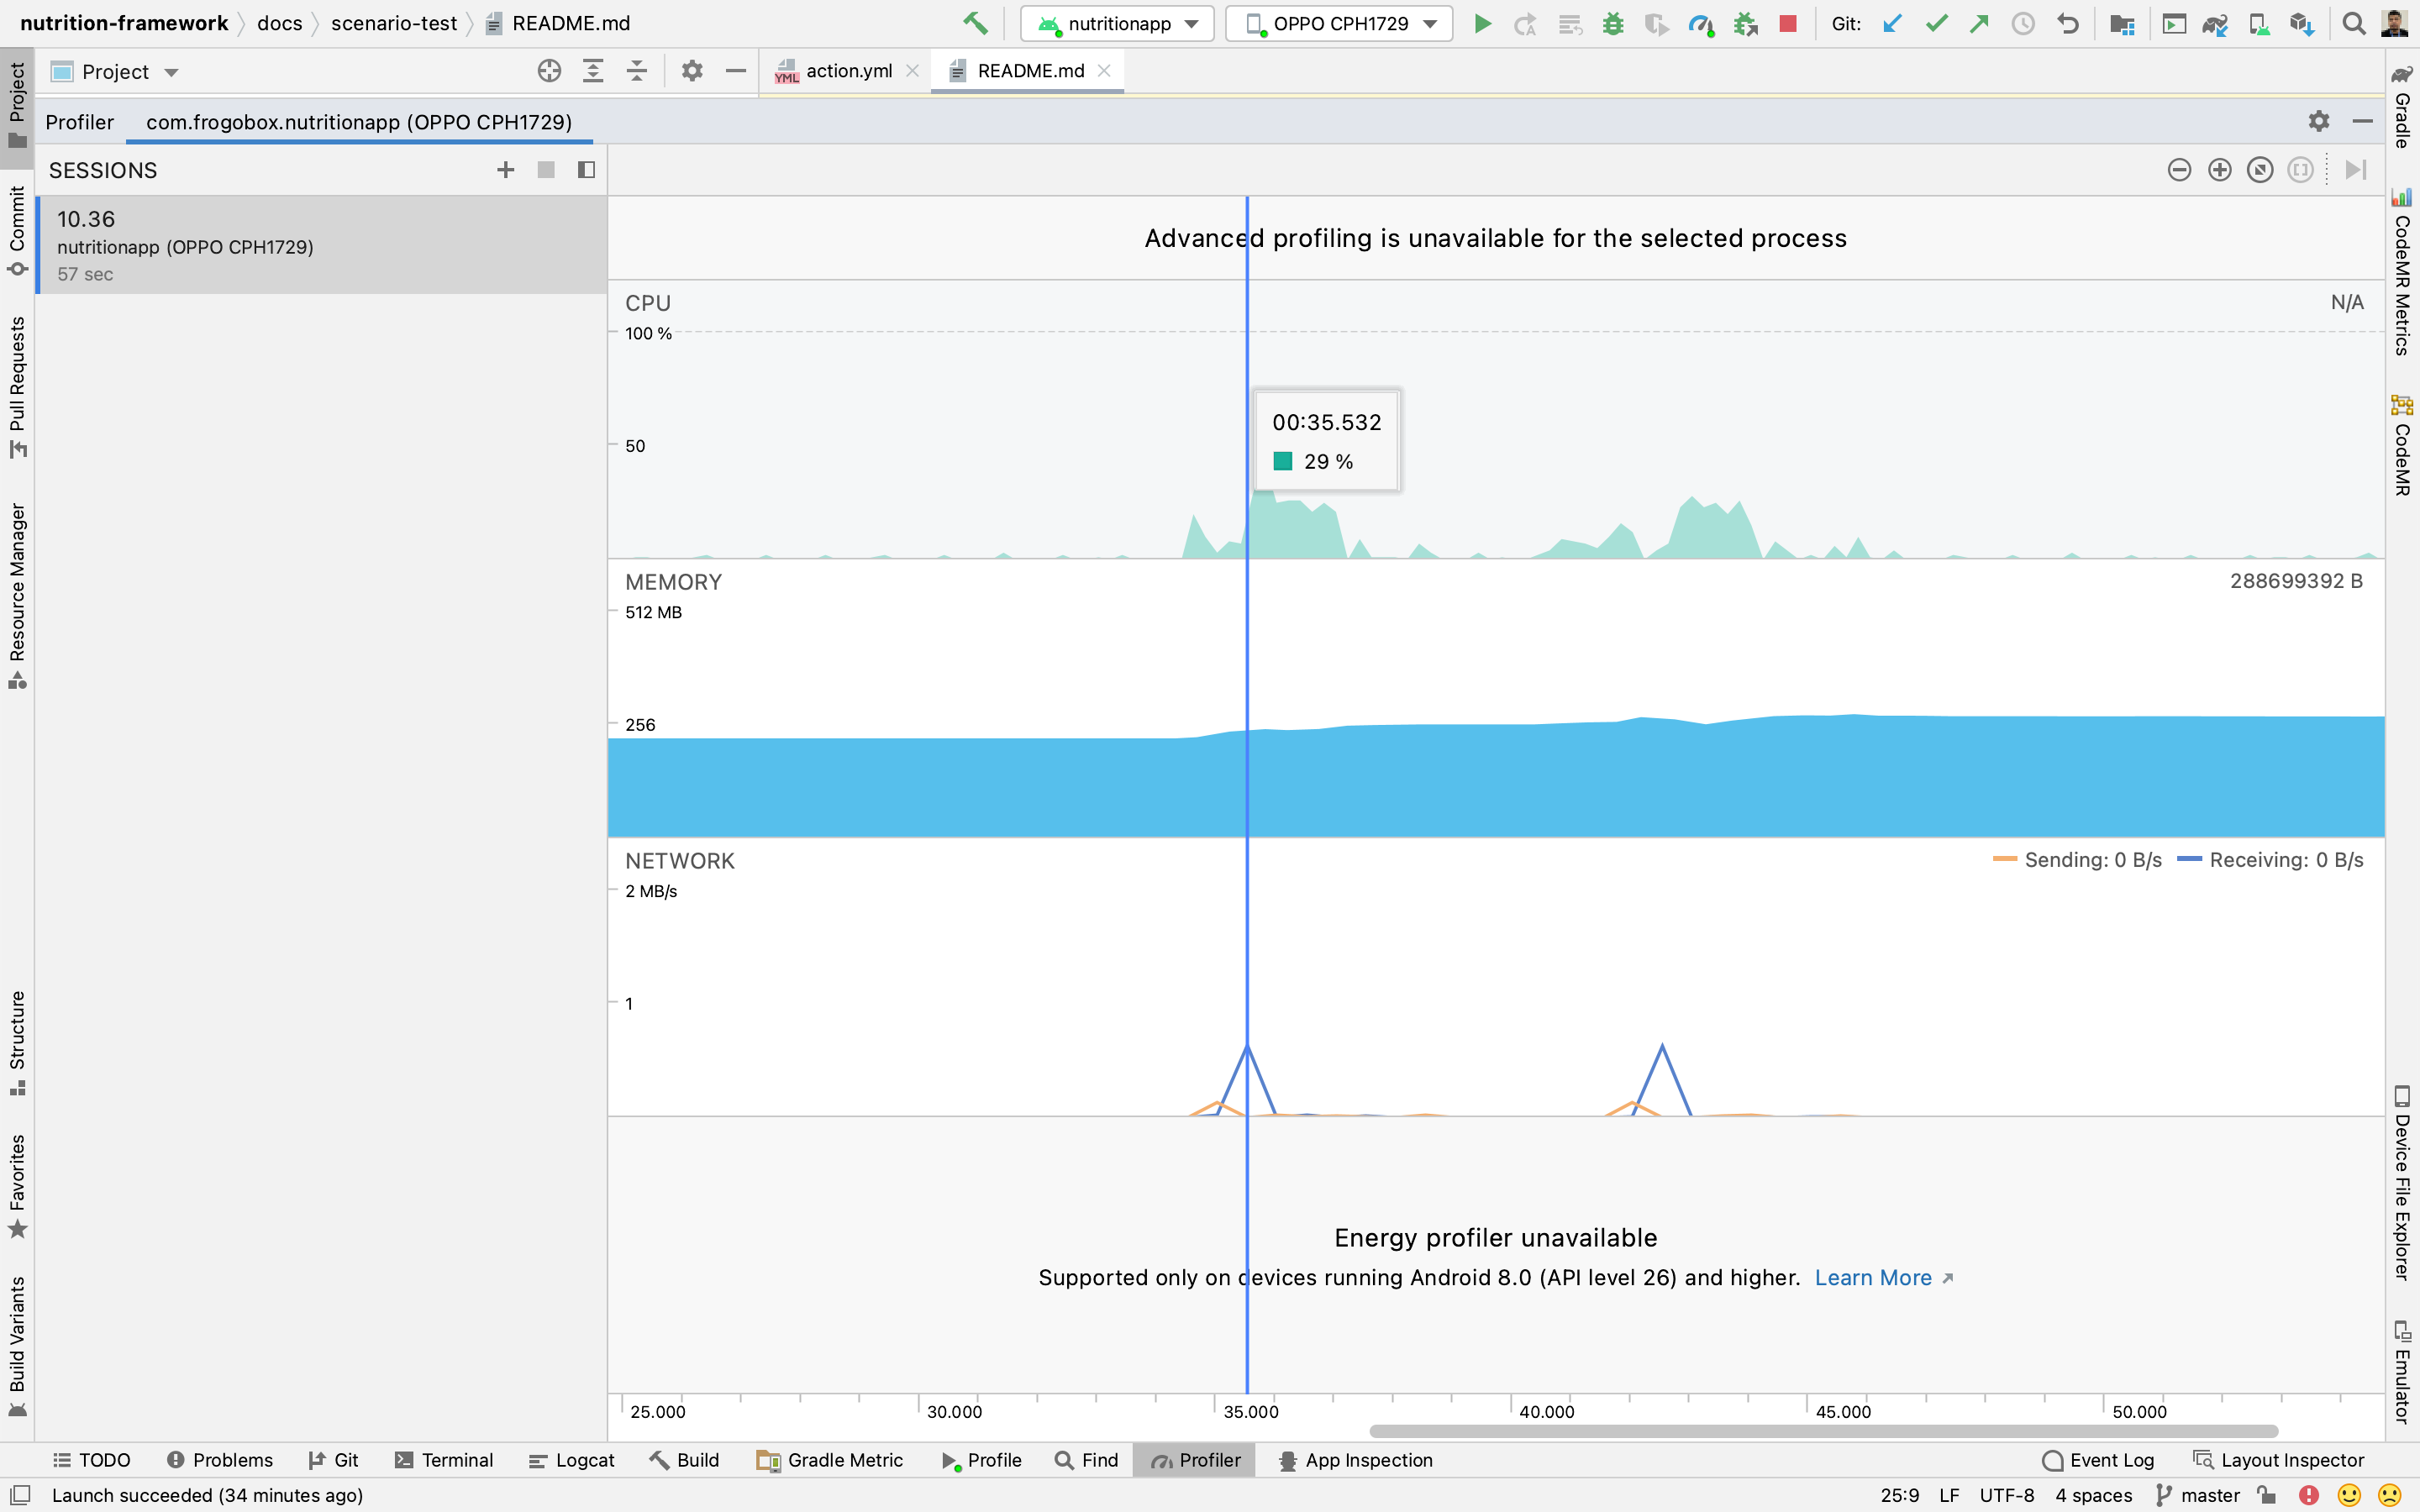 nutrition-framework docs scenario-test README.md nutritionapp OPPO CPH1729 Git:
Project YML action.yml README.md
Profiler com.frogobox.nutritionapp (OPPO CPH1729)
SESSIONS
10.36
nutritionapp (OPPO CPH1729)
57 sec
Advanced profiling is unavailable for the selected process
CPU N/A
100 %
50
00:35.532
29 %
MEMORY 288699392 B
512 MB
256
NETWORK Sending: 0 B/s Receiving: 0 B/s
2 MB/s
1
Energy profiler unavailable
Supported only on devices running Android 8.0 (API level 26) and higher. Learn More
25.000 30.000 35.000 40.000 45.000 50.000
Project
Commit
Pull Requests
Resource Manager
Structure
Favorites
Build Variants
Gradle
CodeMR Metrics
CodeMR
Device File Explorer
Emulator
TODO Problems Git Terminal Logcat Build Gradle Metric Profile Find Profiler App Inspection Event Log Layout Inspector
Launch succeeded (34 minutes ago) 25:9 LF UTF-8 4 spaces master